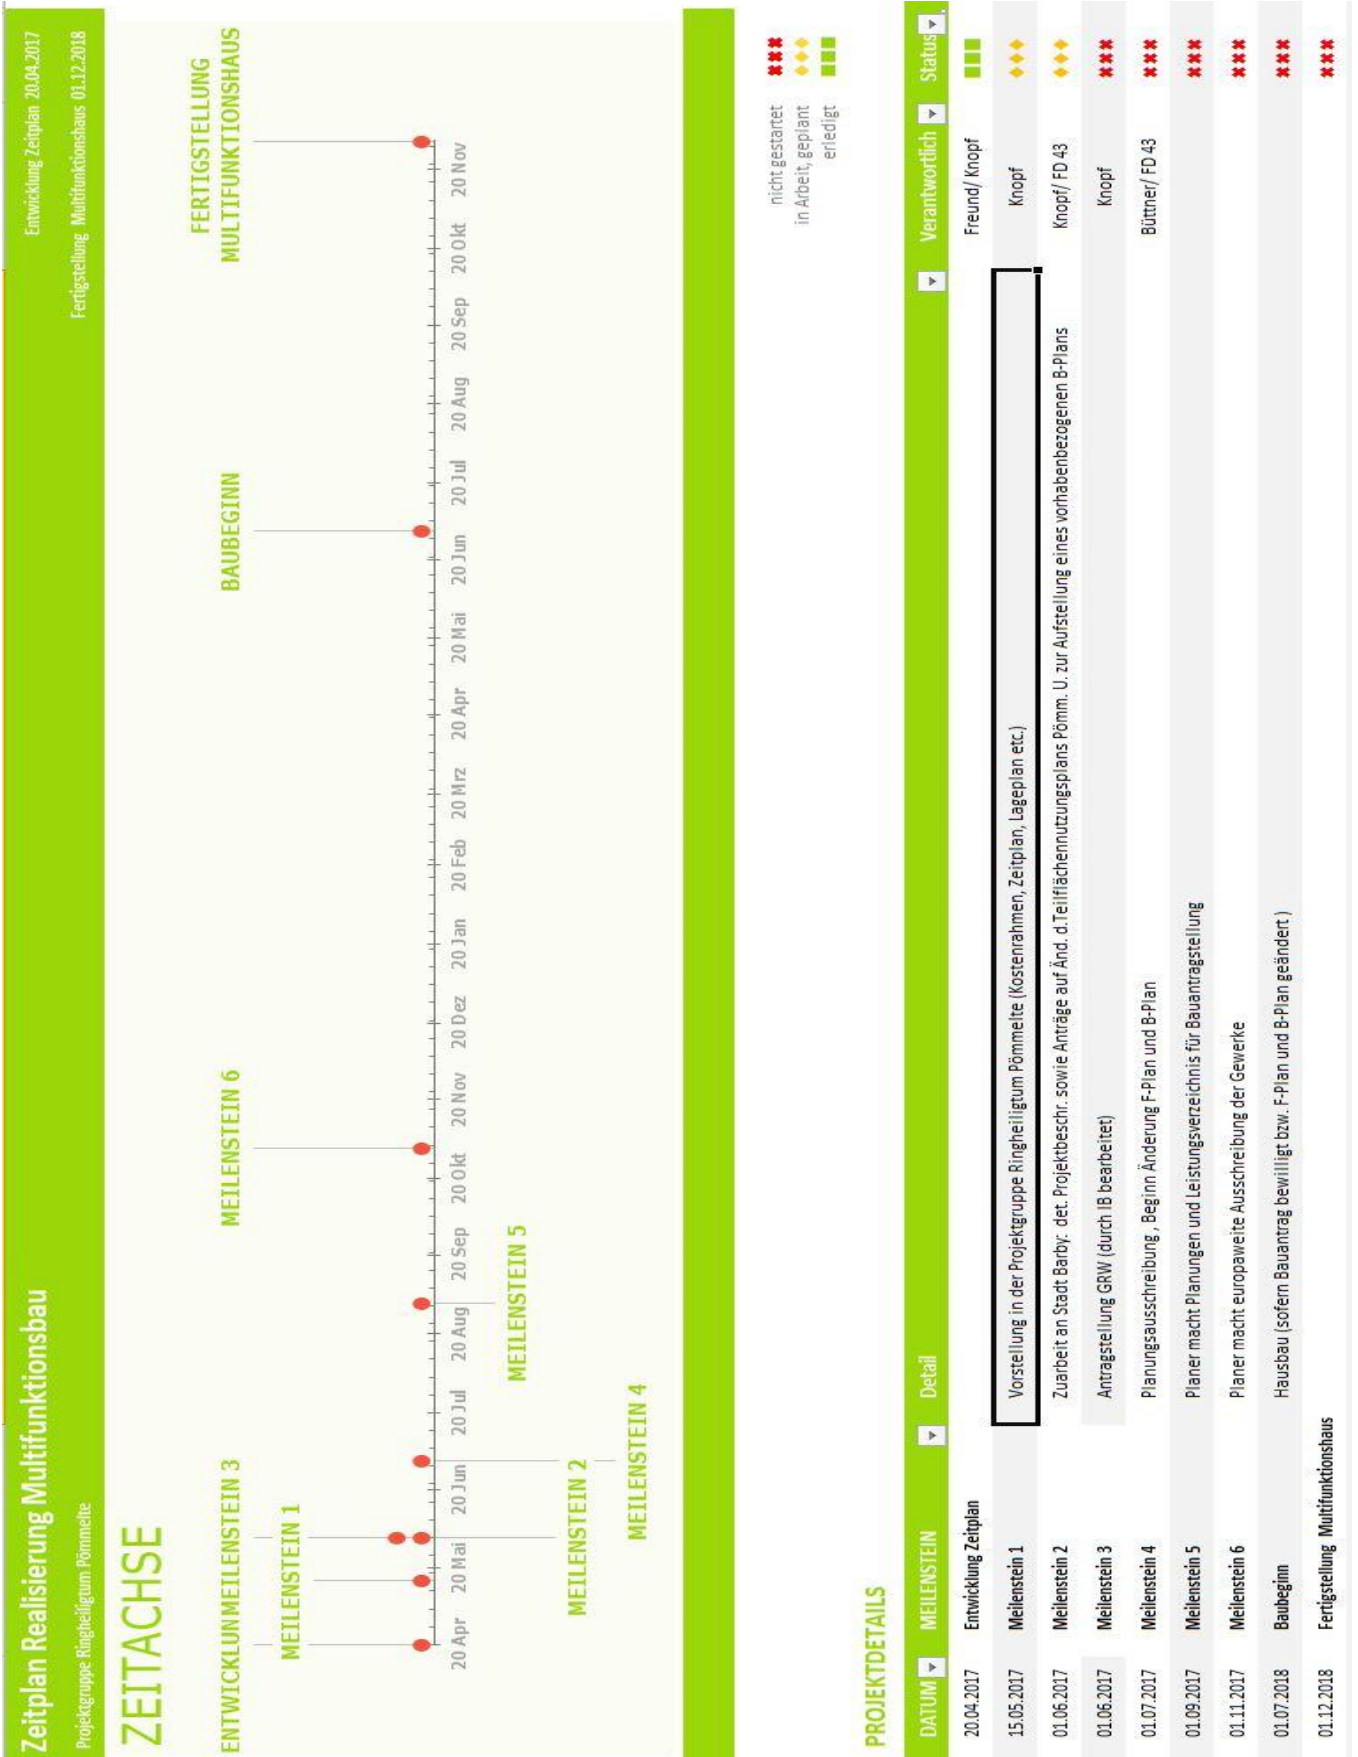 Zeitplan Realisierung Multifunktionsbau
Entwicklung Zeitplan 20.04.2017
Projektgruppe Ringheiligtum Pömmelte
Fertigstellung Multifunktionshaus 01.12.2018
ZEITACHSE
ENTWICKLUNMEILENSTEIN 3
MEILENSTEIN 6
BAUBEGINN
FERTIGSTELLUNG
MULTIFUNKTIONSHAUS
MEILENSTEIN 1
20 Apr 20 Mai 20 Jun 20 Jul 20 Aug 20 Sep 20 Okt 20 Nov 20 Dez 20 Jan 20 Feb 20 Mrz 20 Apr 20 Mai 20 Jun 20 Jul 20 Aug 20 Sep 20 Okt 20 Nov
MEILENSTEIN 5
MEILENSTEIN 2
MEILENSTEIN 4
nicht gestartet
in Arbeit, geplant
erledigt
PROJEKTDETAILS
DATUM MEILENSTEIN Detail Verantwortlich Status
20.04.2017 Entwicklung Zeitplan Freund/ Knopf
15.05.2017 Meilenstein 1 Vorstellung in der Projektgruppe Ringheiligtum Pömmelte (Kostenrahmen, Zeitplan, Lageplan etc.) Knopf
01.06.2017 Meilenstein 2 Zuarbeit an Stadt Barby: det. Projektbeschr. sowie Anträge auf Änd. d.Teilflächennutzungsplans Pömm. U. zur Aufstellung eines vorhabenbezogenen B-Plans Knopf/ FD 43
01.06.2017 Meilenstein 3 Antragstellung GRW (durch IB bearbeitet) Knopf
01.07.2017 Meilenstein 4 Planungsausschreibung , Beginn Änderung F-Plan und B-Plan Büttner/ FD 43
01.09.2017 Meilenstein 5 Planer macht Planungen und Leistungsverzeichnis für Bauantragstellung
01.11.2017 Meilenstein 6 Planer macht europaweite Ausschreibung der Gewerke
01.07.2018 Baubeginn Hausbau (sofern Bauantrag bewilligt bzw. F-Plan und B-Plan geändert )
01.12.2018 Fertigstellung Multifunktionshaus